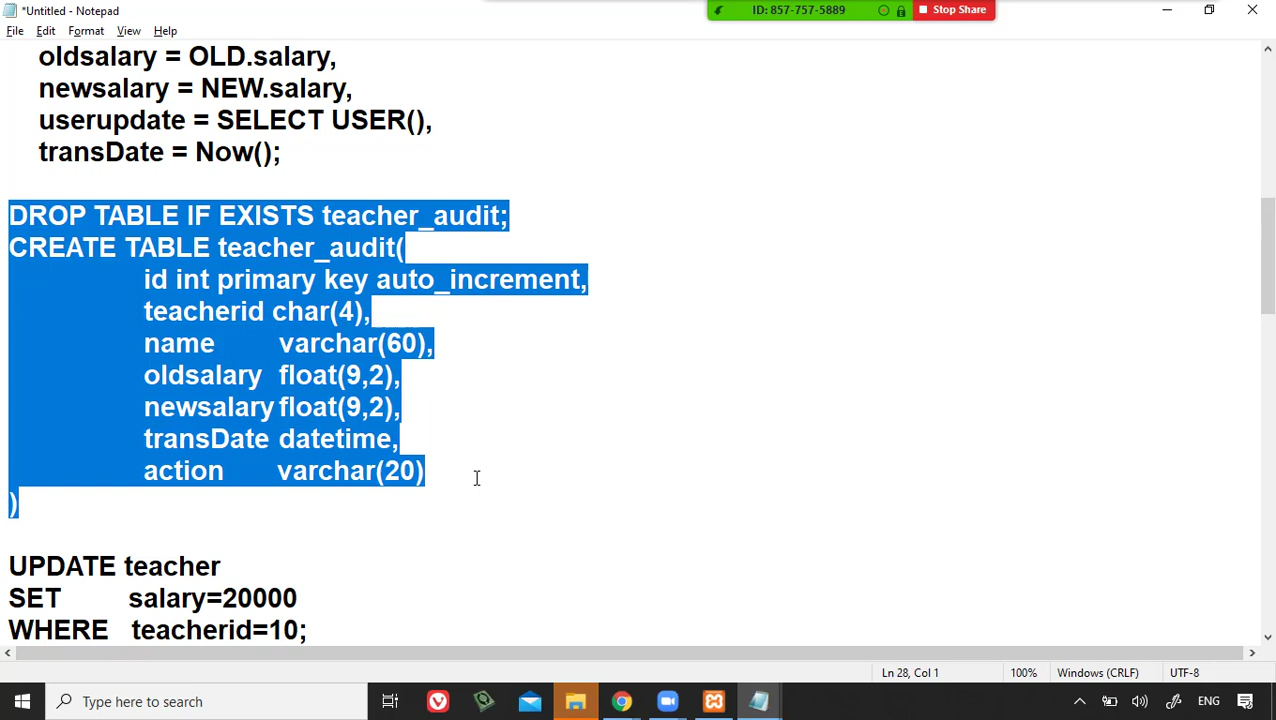 *Untitled - Notepad
ID: 857-757-5889
Stop Share
File Edit Format View Help
oldsalary = OLD.salary,
newsalary = NEW.salary,
userupdate = SELECT USER(),
transDate = Now();
DROP TABLE IF EXISTS teacher_audit;
CREATE TABLE teacher_audit(
id int primary key auto_increment,
teacherid char(4),
name varchar(60),
oldsalary float(9,2),
newsalary float(9,2),
transDate datetime,
action varchar(20)
)
UPDATE teacher
SET salary=20000
WHERE teacherid=10;
Ln 28, Col 1 100% Windows (CRLF) UTF-8
Type here to search
ENG